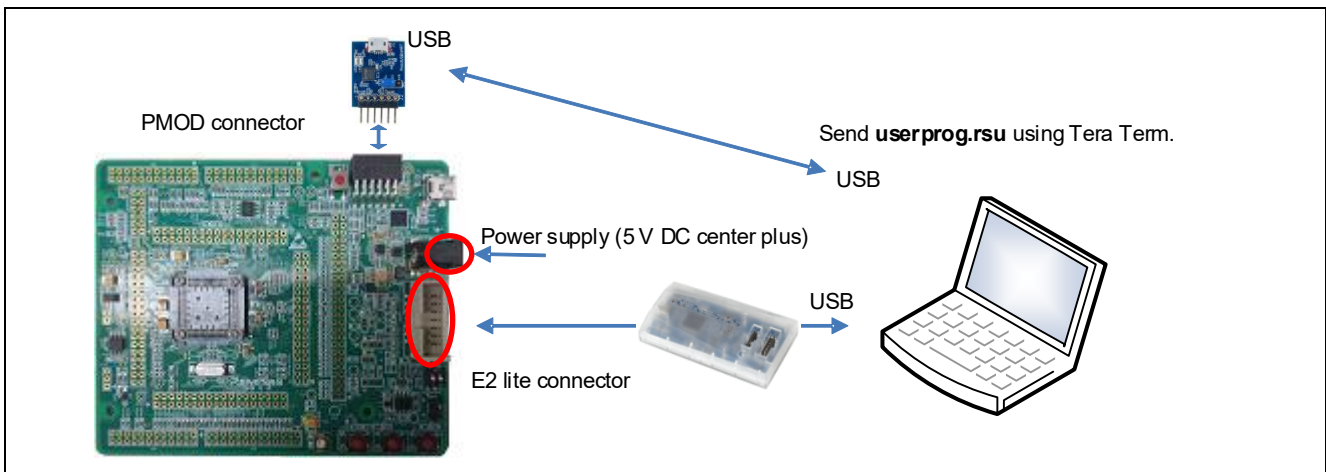 USB
PMOD connector
Send userprog.rsu using Tera Term.
USB
Power supply (5 V DC center plus)
USB
E2 lite connector